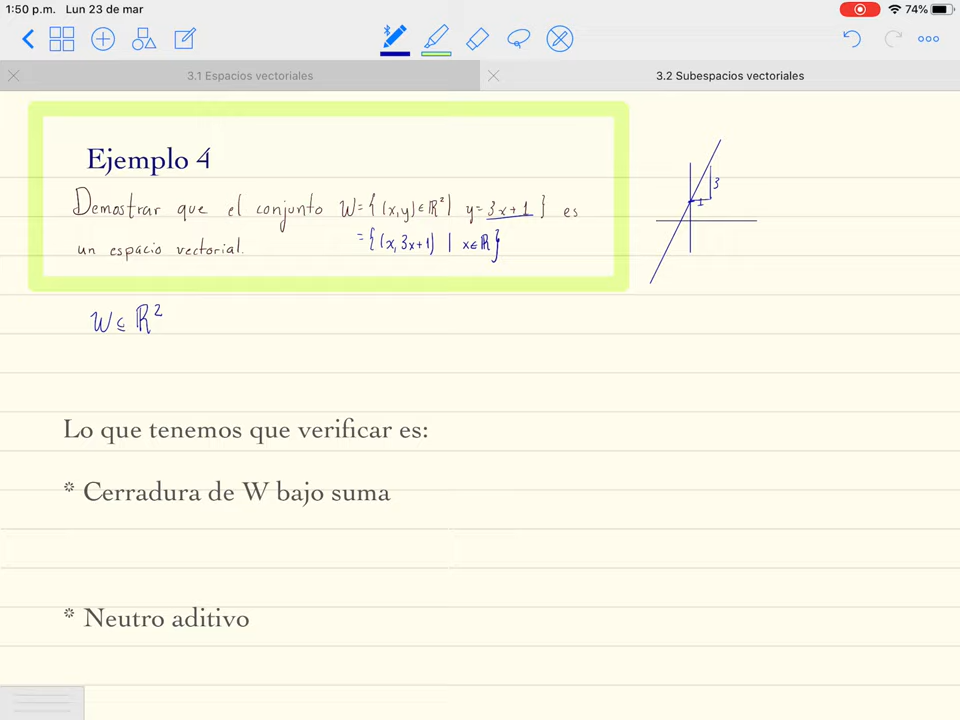 1:50 p.m. Lun 23 de mar
74%
3.1 Espacios vectoriales
3.2 Subespacios vectoriales
Ejemplo 4
Demostrar que el conjunto W={(x,y)∈ℝ²| y=3x+1} es
un espacio vectorial. ={(x,3x+1) | x∈ℝ}
3
1
W⊆ℝ²
Lo que tenemos que verificar es:
* Cerradura de W bajo suma
* Neutro aditivo